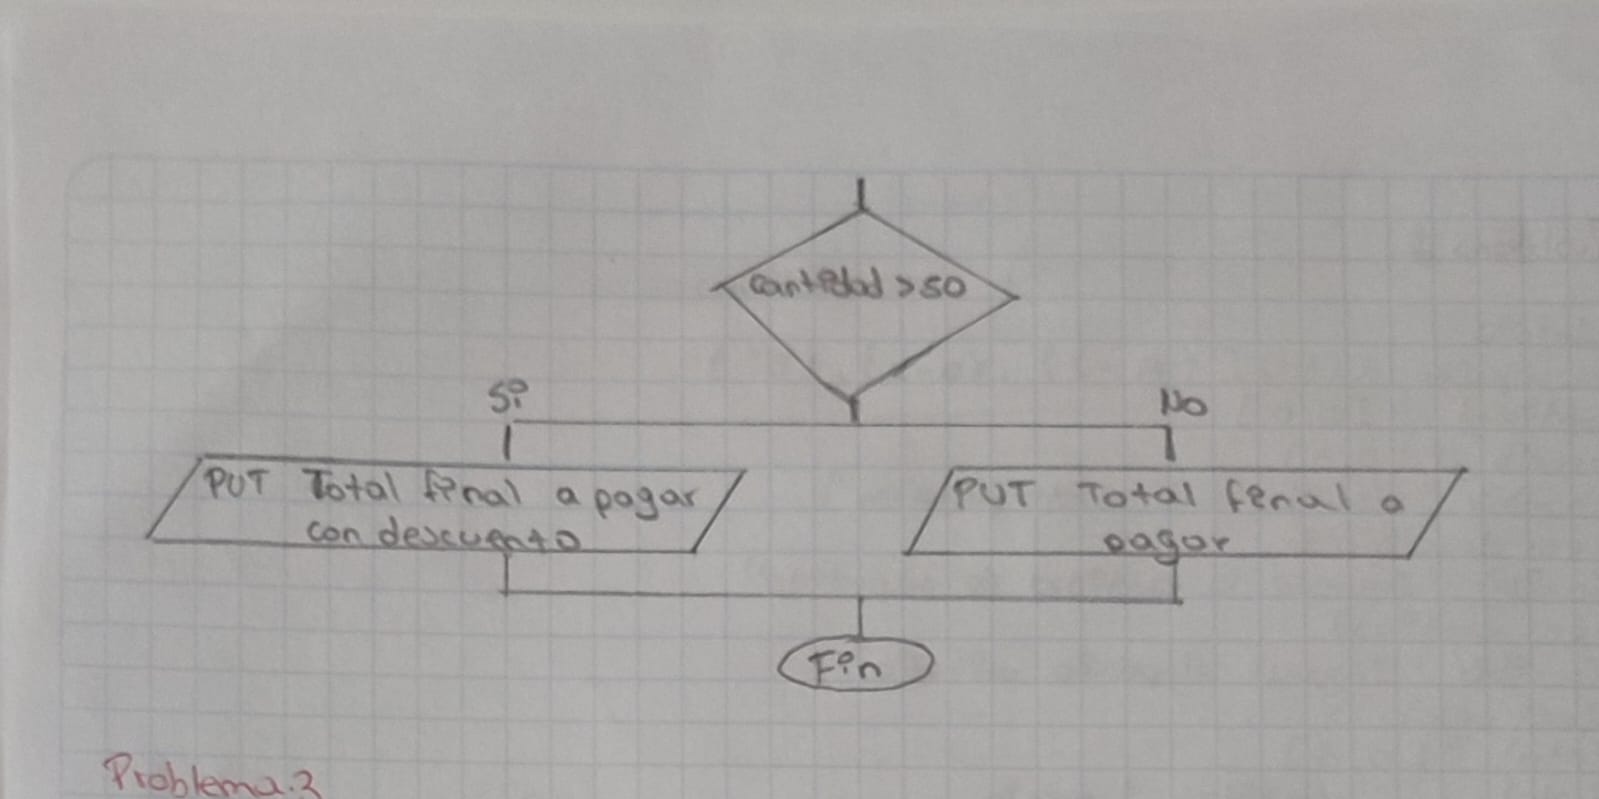 cantidad > 50
Si
No
PUT Total final a pagar
con descuento
PUT Total final a
pagar
Fin
Problema.3